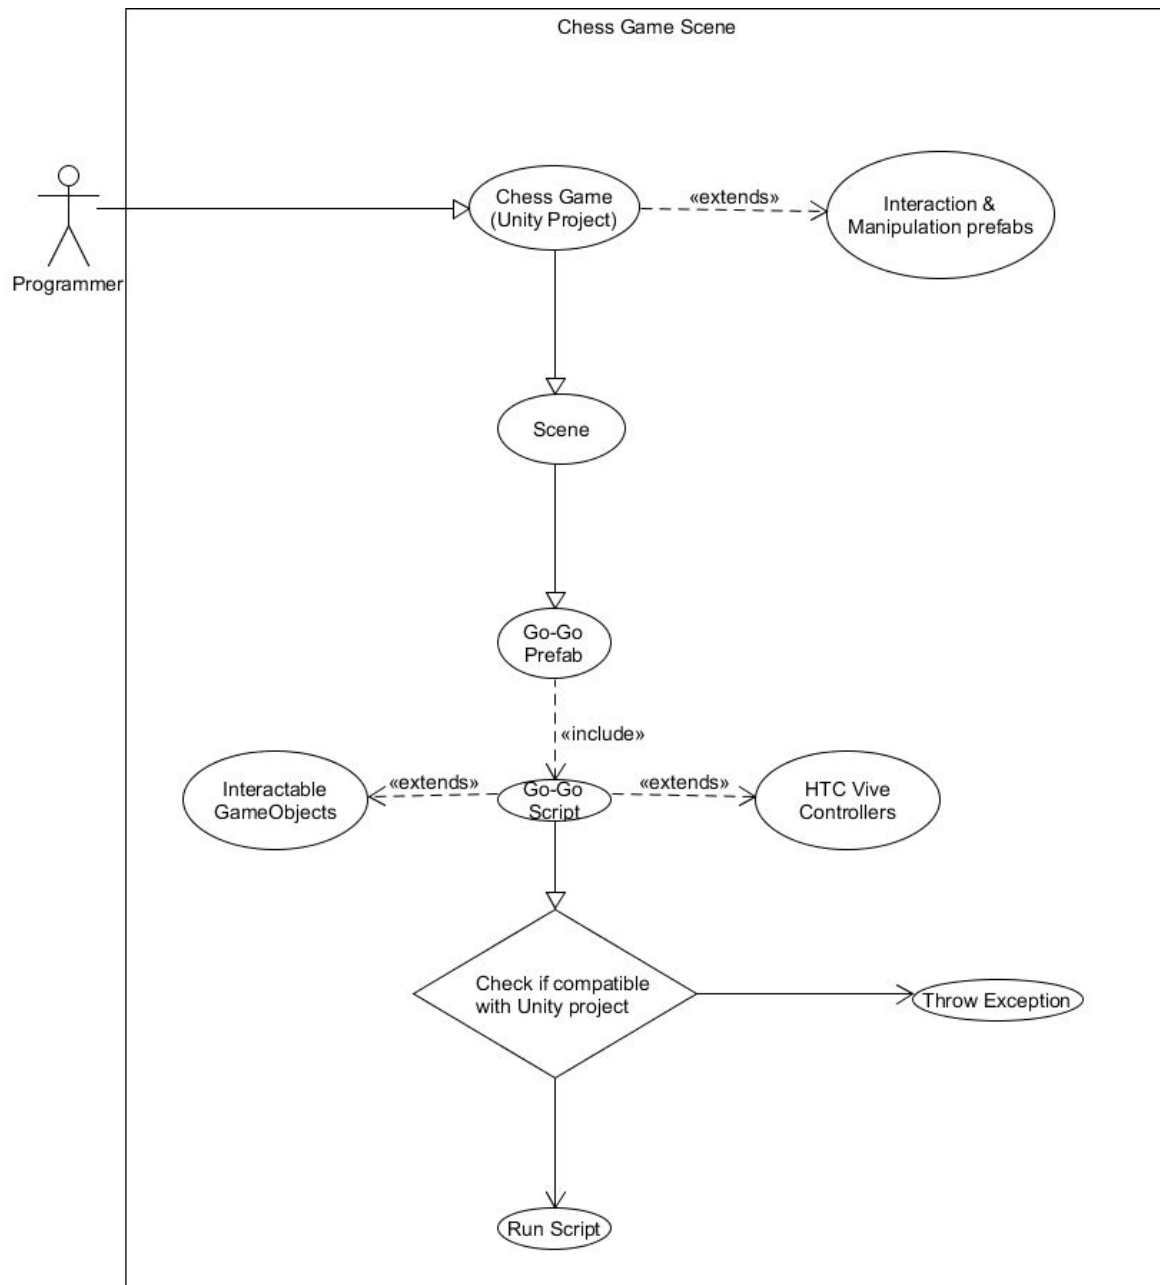 Chess Game Scene
Chess Game
(Unity Project)
«extends»
Interaction &
Manipulation prefabs
Programmer
Scene
Go-Go
Prefab
«include»
Interactable
GameObjects
«extends»
Go-Go
Script
«extends»
HTC Vive
Controllers
Check if compatible
with Unity project
Throw Exception
Run Script